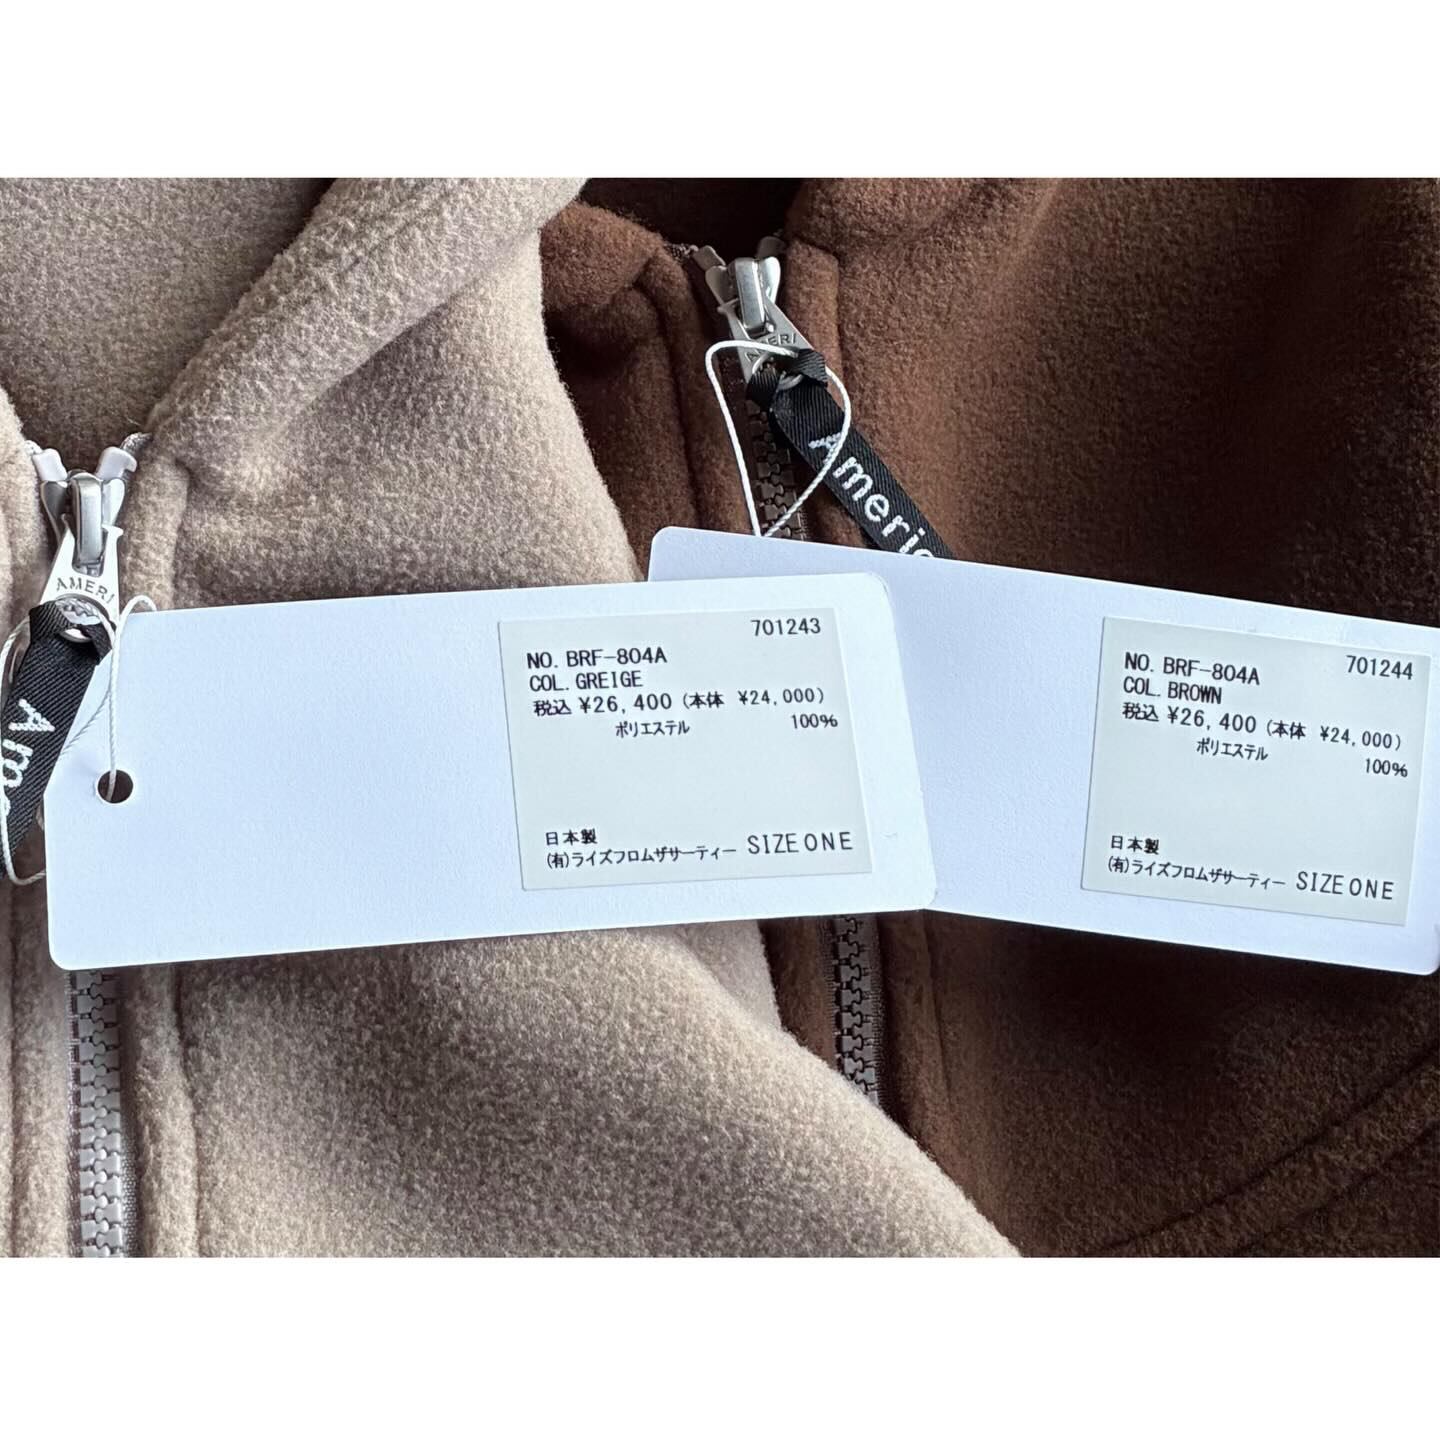 AMERI
Ameri
AMERI
Am
701243
NO. BRF-804A
COL. GREIGE
税込 ¥26,400 (本体 ¥24,000)
ポリエステル 100%
日本製
(有)ライズフロムザサーティー SIZE ONE
701244
NO. BRF-804A
COL. BROWN
税込 ¥26,400 (本体 ¥24,000)
ポリエステル 100%
日本製
(有)ライズフロムザサーティー SIZE ONE